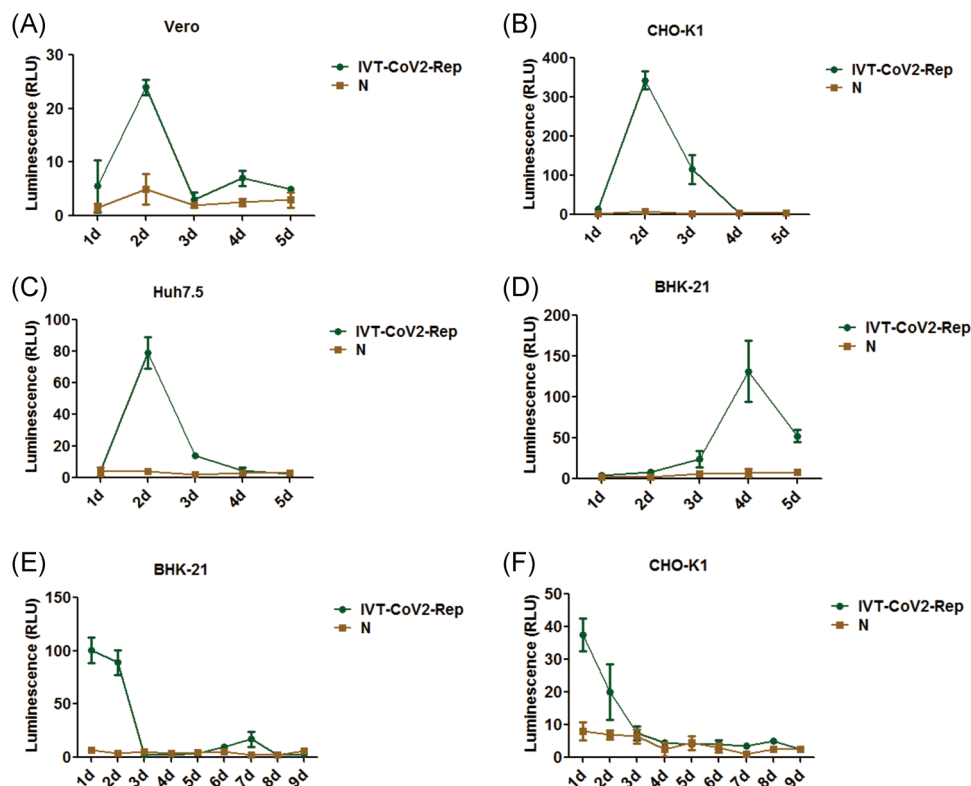 (A)
Vero
Luminescence (RLU)
30
20
10
0
1d 2d 3d 4d 5d
IVT-CoV2-Rep
N
(B)
CHO-K1
Luminescence (RLU)
400
300
200
100
0
1d 2d 3d 4d 5d
IVT-CoV2-Rep
N
(C)
Huh7.5
Luminescence (RLU)
100
80
60
40
20
0
1d 2d 3d 4d 5d
IVT-CoV2-Rep
N
(D)
BHK-21
Luminescence (RLU)
200
150
100
50
0
1d 2d 3d 4d 5d
IVT-CoV2-Rep
N
(E)
BHK-21
Luminescence (RLU)
150
100
50
0
1d 2d 3d 4d 5d 6d 7d 8d 9d
IVT-CoV2-Rep
N
(F)
CHO-K1
Luminescence (RLU)
50
40
30
20
10
0
1d 2d 3d 4d 5d 6d 7d 8d 9d
IVT-CoV2-Rep
N